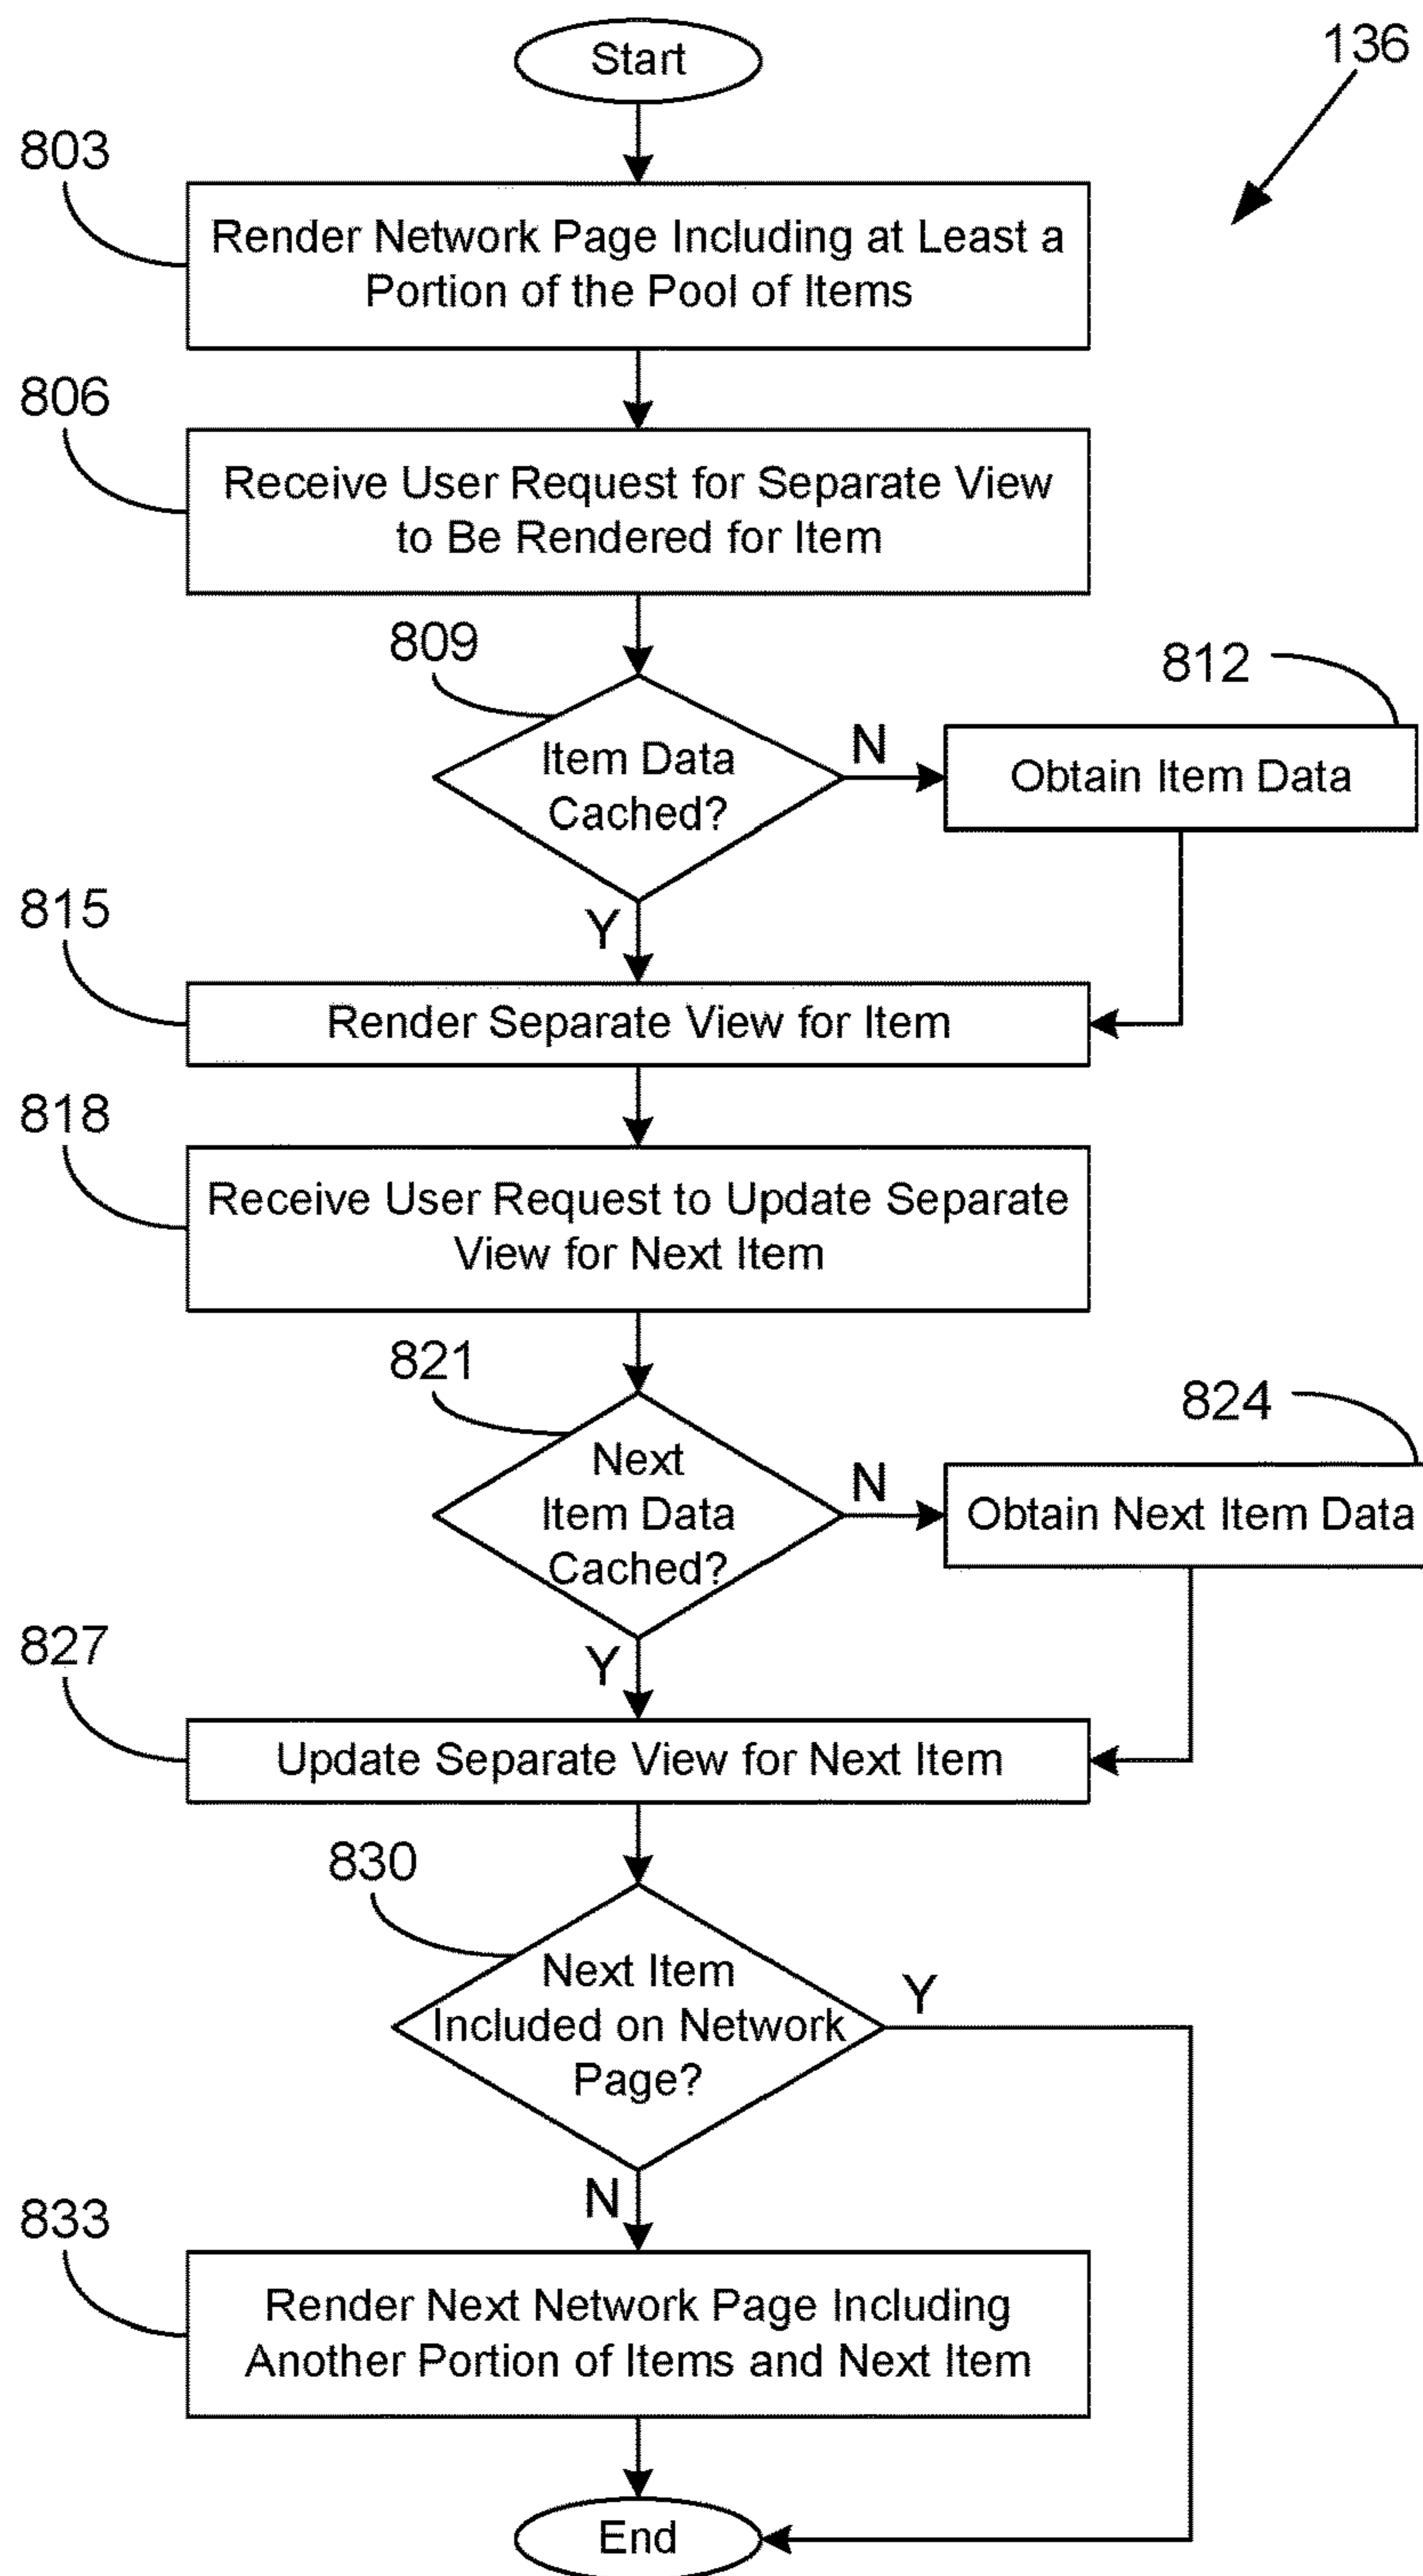 Start
136
803
Render Network Page Including at Least a
Portion of the Pool of Items
806
Receive User Request for Separate View
to Be Rendered for Item
809
Item Data
Cached?
N
812
Obtain Item Data
Y
815
Render Separate View for Item
818
Receive User Request to Update Separate
View for Next Item
821
Next
Item Data
Cached?
N
824
Obtain Next Item Data
Y
827
Update Separate View for Next Item
830
Next Item
Included on Network
Page?
Y
N
833
Render Next Network Page Including
Another Portion of Items and Next Item
End